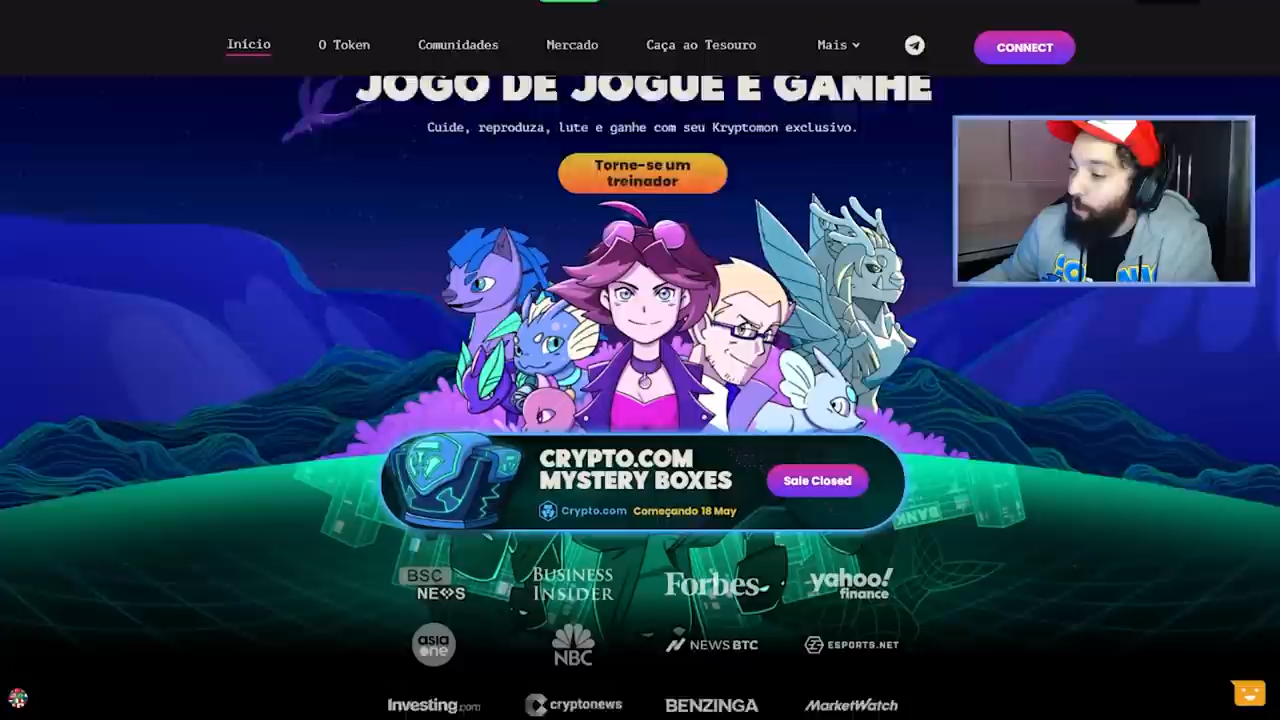 Início
O Token
Comunidades
Mercado
Caça ao Tesouro
Mais
CONNECT
JOGO DE JOGUE E GANHE
Cuide, reproduza, lute e ganhe com seu Kryptomon exclusivo.
Torne-se um
treinador
CRYPTO.COM
MYSTERY BOXES
Sale Closed
Crypto.com Começando 18 May
BANK
BSC
NEWS
BUSINESS
INSIDER
Forbes
yahoo!
finance
asia
one
NBC
NEWS BTC
ESPORTS.NET
Investing.com
cryptonews
BENZINGA
MarketWatch